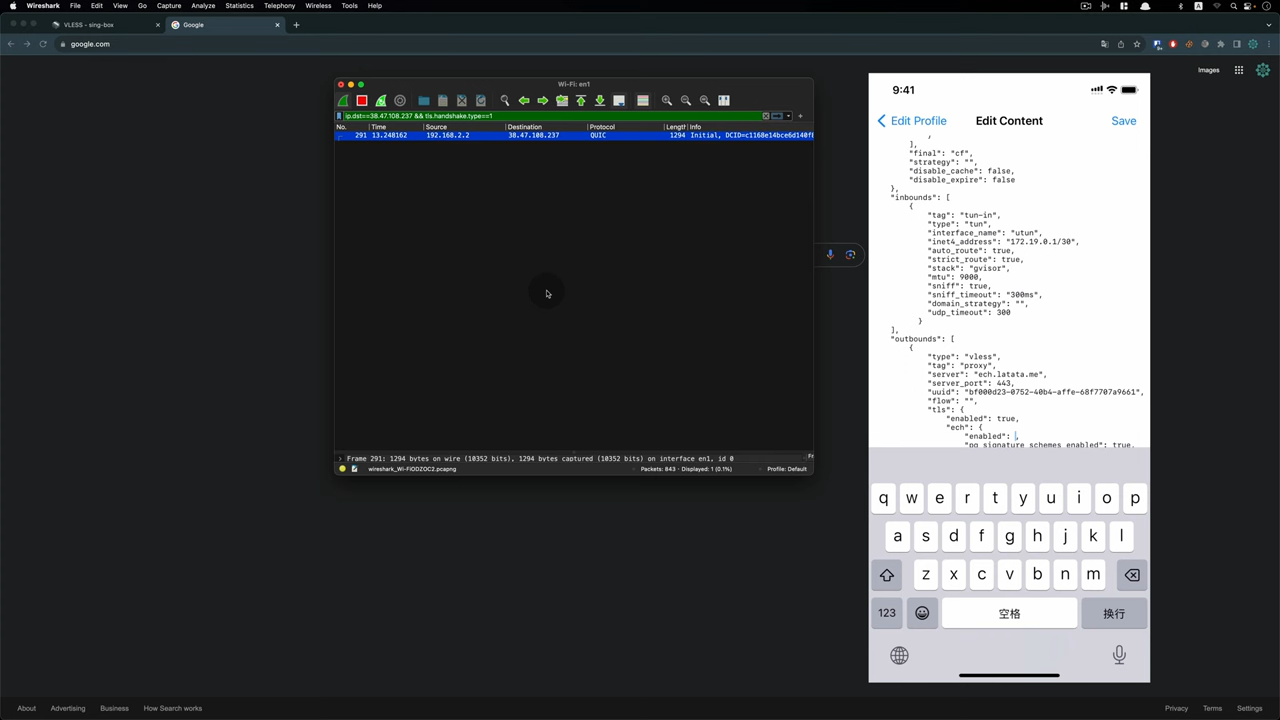 Wireshark File Edit View Go Capture Analyze Statistics Telephony Wireless Tools Help
VLESS - sing-box
Google
google.com
Images
Wi-Fi: en1
ip.dst==38.47.108.237 && tls.handshake.type==1
No. Time Source Destination Protocol Lengtl Info
291 13.248162 192.168.2.2 38.47.108.237 QUIC 1294 Initial, DCID=c1168e14bce6d140f
Frame 291: 1294 bytes on wire (10352 bits), 1294 bytes captured (10352 bits) on interface en1, id 0
wireshark_Wi-FiODZOC2.pcapng Packets: 843 · Displayed: 1 (0.1%) Profile: Default
9:41
Edit Profile Edit Content Save
],
"final": "cf",
"strategy": "",
"disable_cache": false,
"disable_expire": false
},
"inbounds": [
{
"tag": "tun-in",
"type": "tun",
"interface_name": "utun",
"inet4_address": "172.19.0.1/30",
"auto_route": true,
"strict_route": true,
"stack": "gvisor",
"mtu": 9000,
"sniff": true,
"sniff_timeout": "300ms",
"domain_strategy": "",
"udp_timeout": 300
}
],
"outbounds": [
{
"type": "vless",
"tag": "proxy",
"server": "ech.latata.me",
"server_port": 443,
"uuid": "bf000d23-0752-40b4-affe-68f7707a9661",
"flow": "",
"tls": {
"enabled": true,
"ech": {
"enabled": ,
"pq_signature_schemes_enabled": true,
q w e r t y u i o p
a s d f g h j k l
z x c v b n m
123 空格 换行
About Advertising Business How Search works Privacy Terms Settings